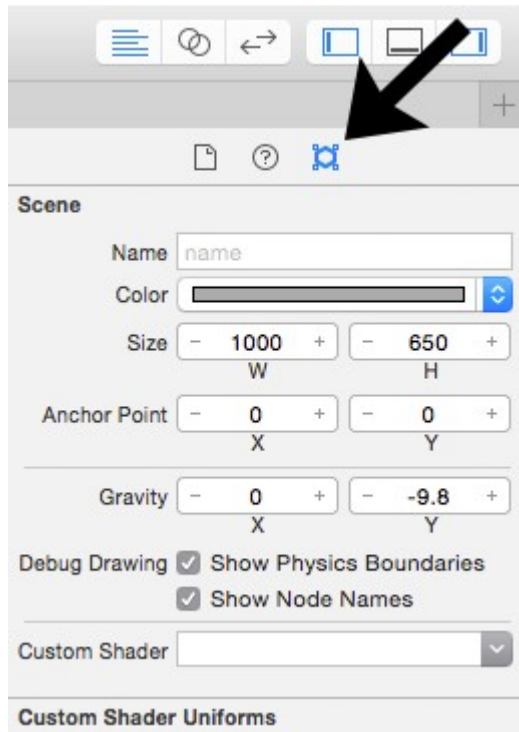 Scene
Name name
Color
Size - 1000 + - 650 +
W H
Anchor Point - 0 + - 0 +
X Y
Gravity - 0 + - -9.8 +
X Y
Debug Drawing Show Physics Boundaries
Show Node Names
Custom Shader
Custom Shader Uniforms